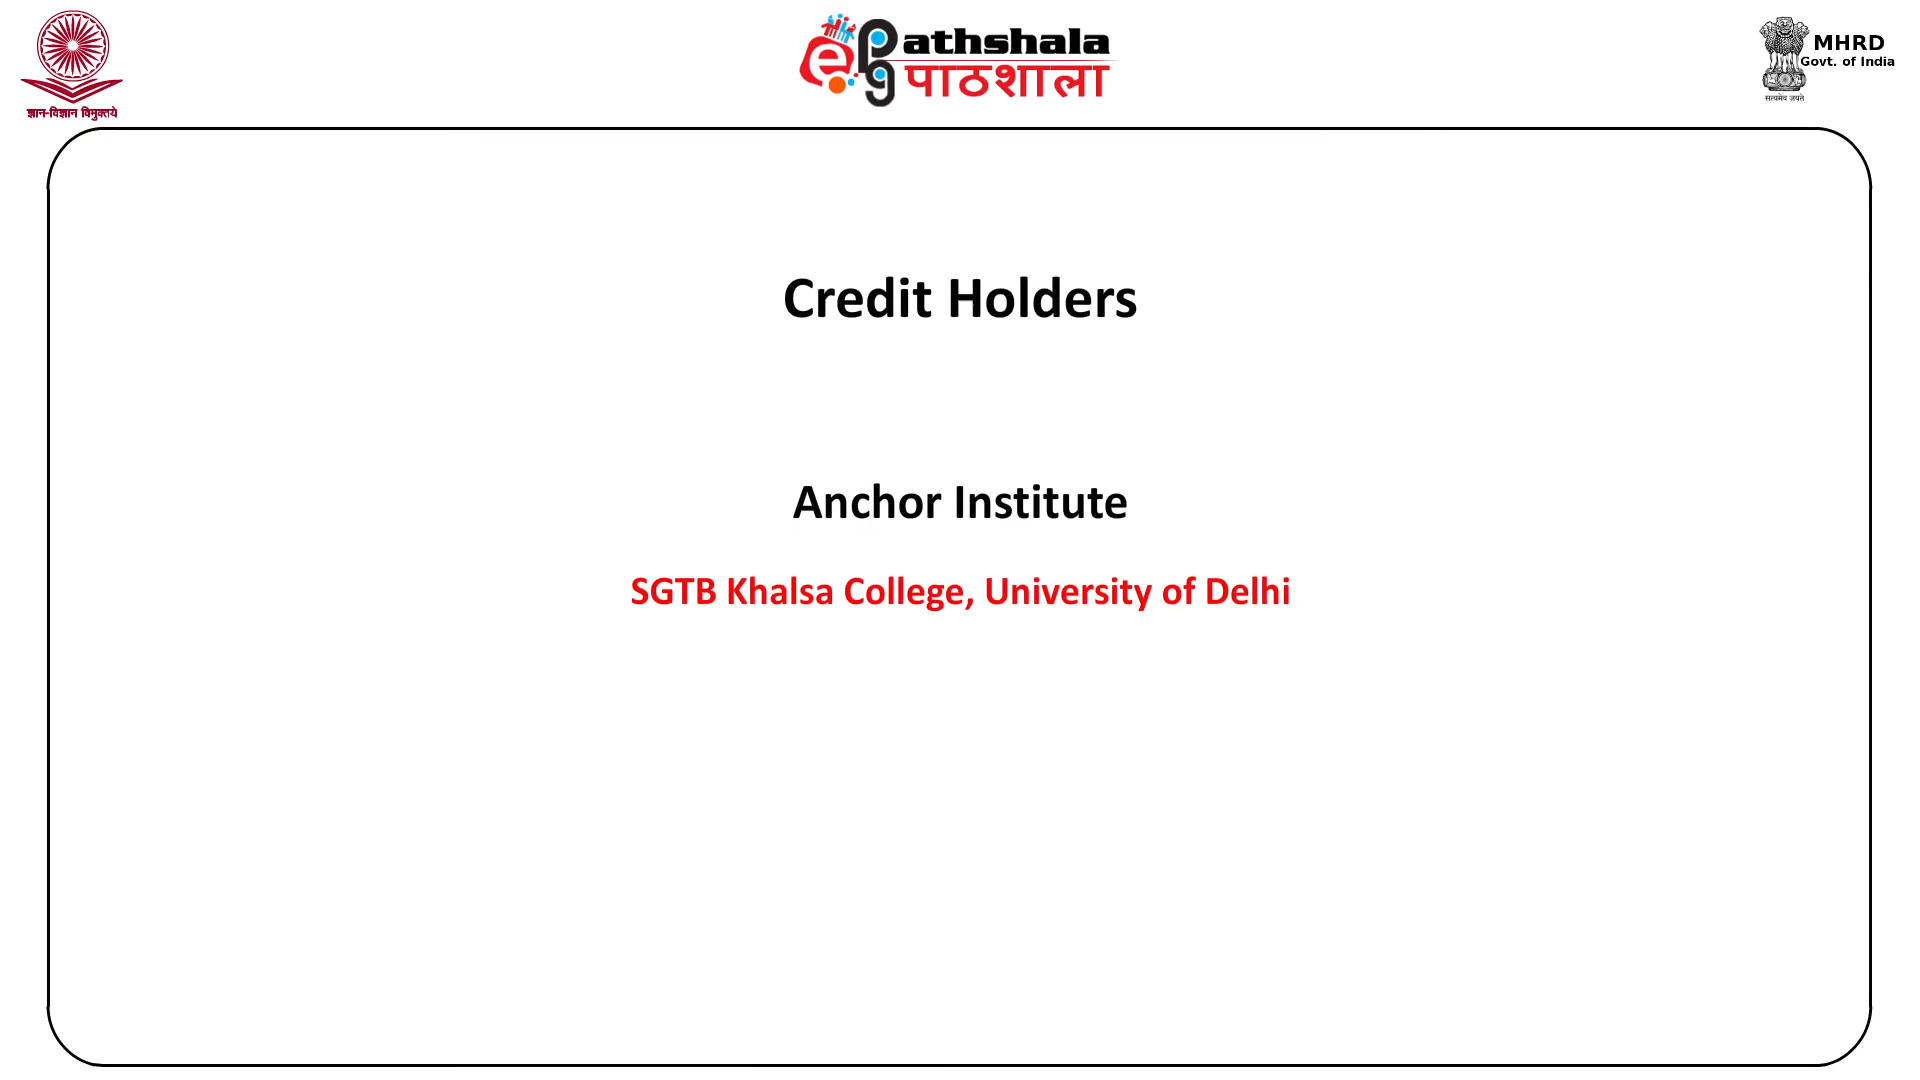 ज्ञान-विज्ञान विमुक्तये
e
pg
athshala
पाठशाला
MHRD
Govt. of India
सत्यमेव जयते
Credit Holders
Anchor Institute
SGTB Khalsa College, University of Delhi